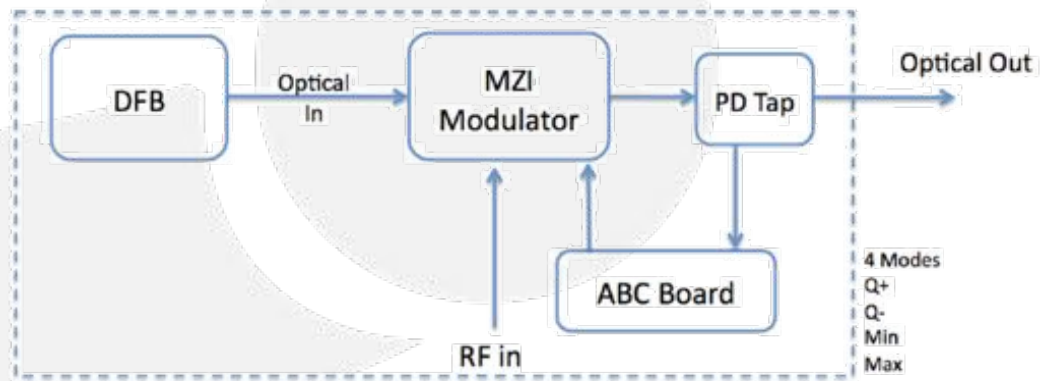 DFB
Optical
In
MZI
Modulator
PD Tap
Optical Out
ABC Board
RF in
4 Modes
Q+
Q-
Min
Max